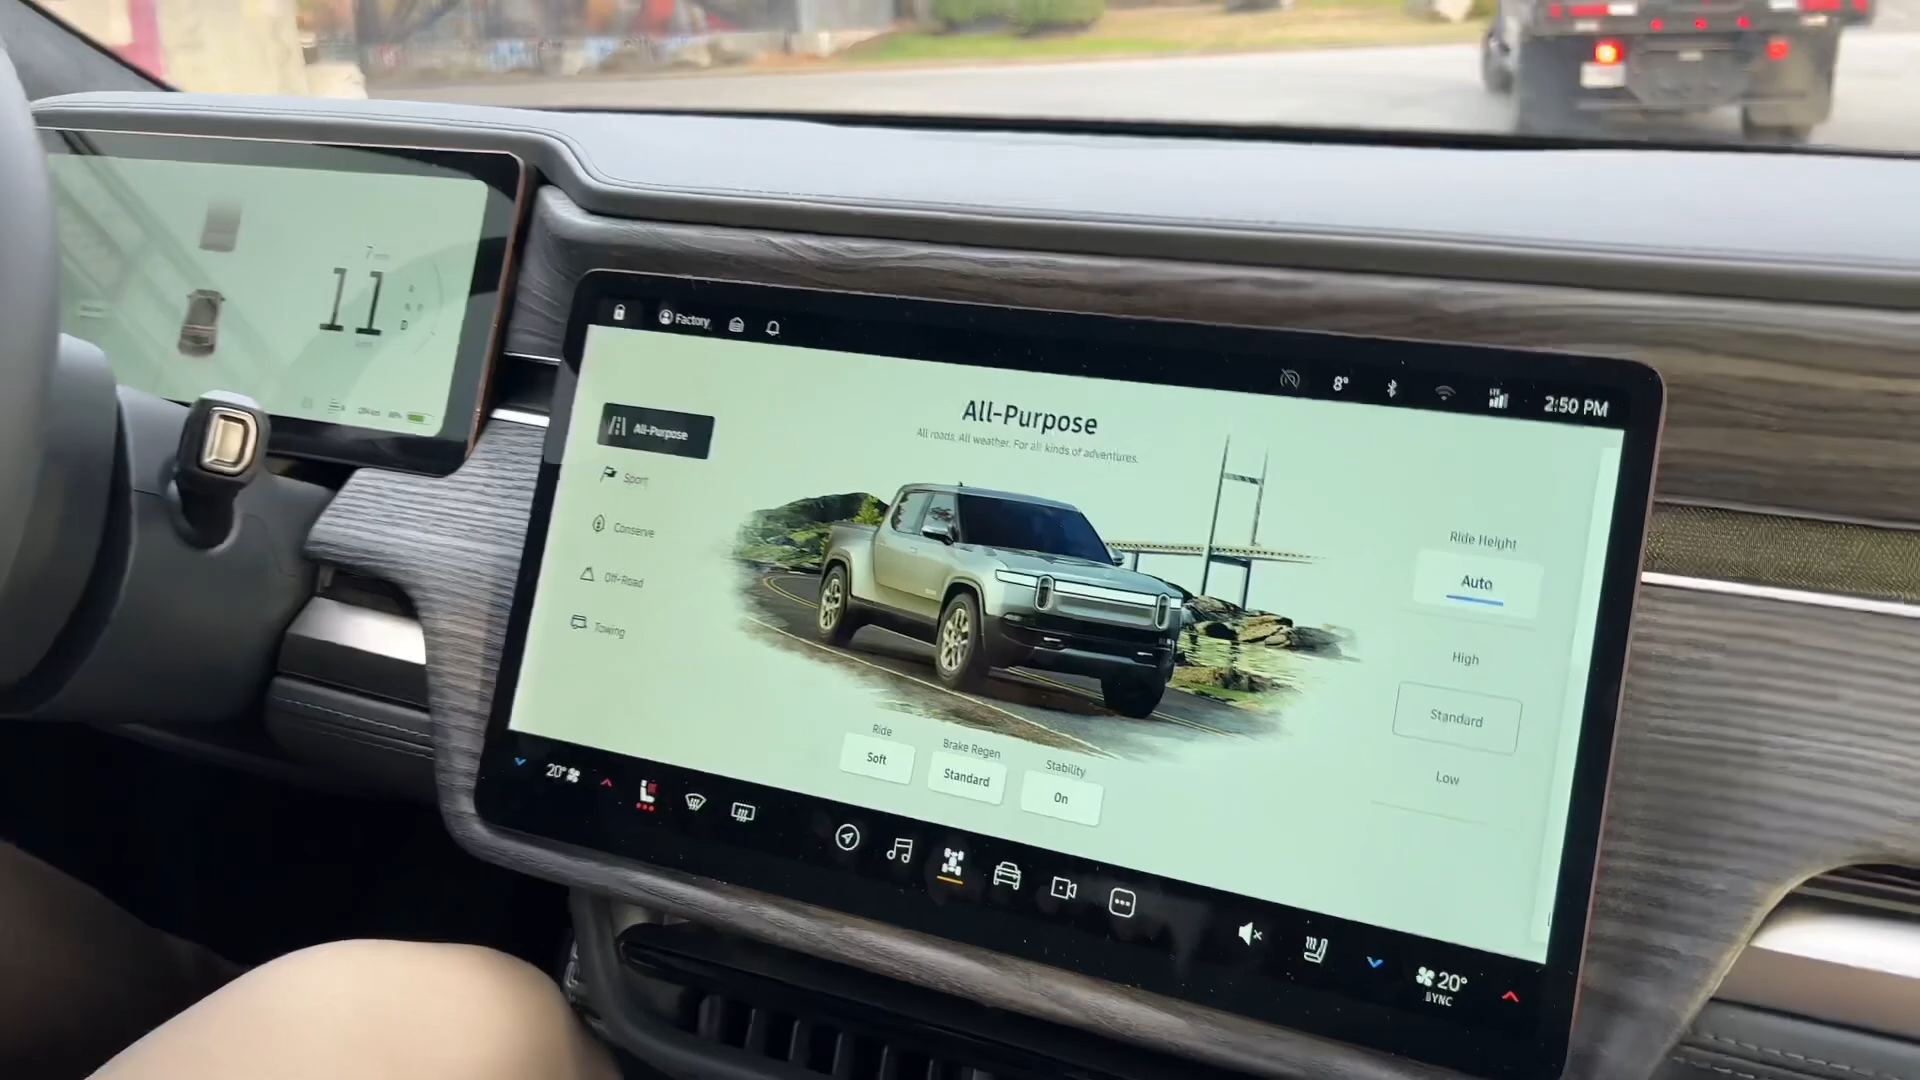 11
D
Factory
8°
LTE
2:50 PM
All-Purpose
All roads. All weather. For all kinds of adventures.
All-Purpose
Sport
Conserve
Off-Road
Towing
Ride Height
Auto
High
Standard
Low
Ride
Soft
Brake Regen
Standard
Stability
On
20°
20°
SYNC